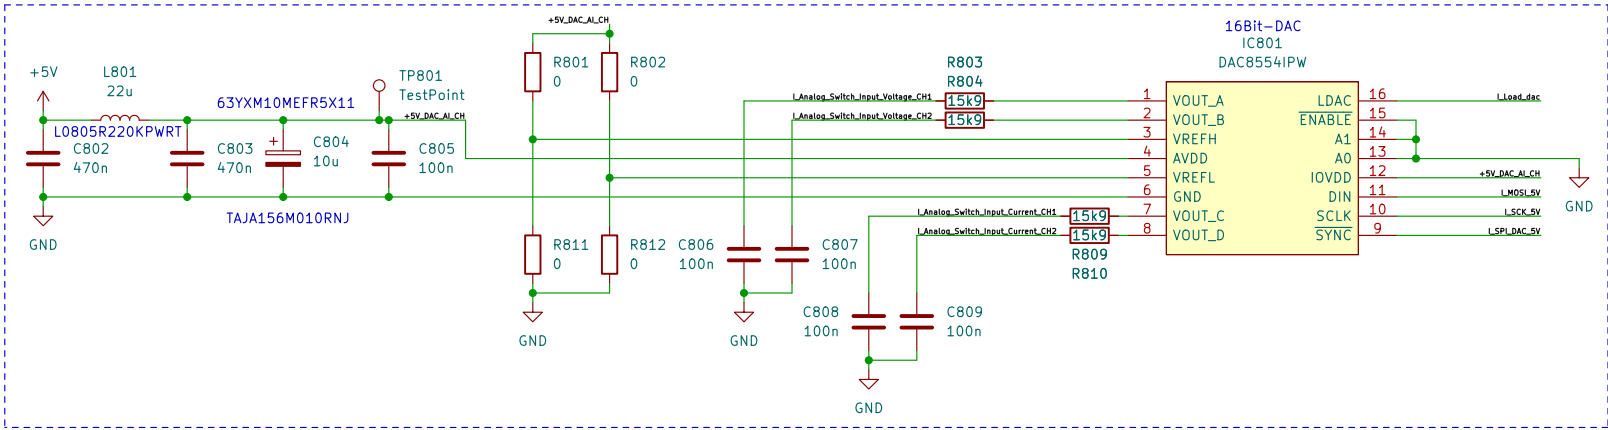 +5V_DAC_AI_CH
16Bit-DAC
IC801
DAC8554IPW
+5V
L801
22u
TP801
TestPoint
R801
0
R802
0
R803
R804
63YXM10MEFR5X11
L0805R220KPWRT
+5V_DAC_AI_CH
I_Analog_Switch_Input_Voltage_CH1
15k9
I_Analog_Switch_Input_Voltage_CH2
15k9
1 VOUT_A LDAC 16 I_Load_dac
2 VOUT_B ENABLE 15
3 VREFH A1 14
4 AVDD A0 13
5 VREFL IOVDD 12 +5V_DAC_AI_CH
6 GND DIN 11 I_MOSI_5V
7 VOUT_C SCLK 10 I_SCK_5V
8 VOUT_D SYNC 9 I_SPI_DAC_5V
GND
C802
470n
C803
470n
+
C804
10u
C805
100n
TAJA156M010RNJ
GND
I_Analog_Switch_Input_Current_CH1
15k9
I_Analog_Switch_Input_Current_CH2
15k9
R809
R810
R811
0
R812
0
C806
100n
C807
100n
GND
GND
C808
100n
C809
100n
GND